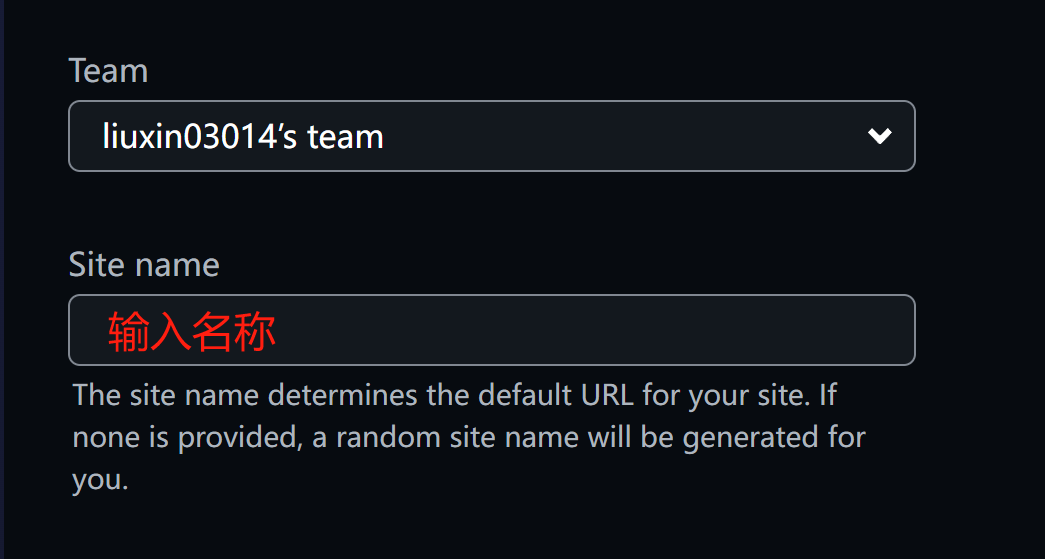 Team
liuxin03014’s team
Site name
输入名称
The site name determines the default URL for your site. If
none is provided, a random site name will be generated for
you.